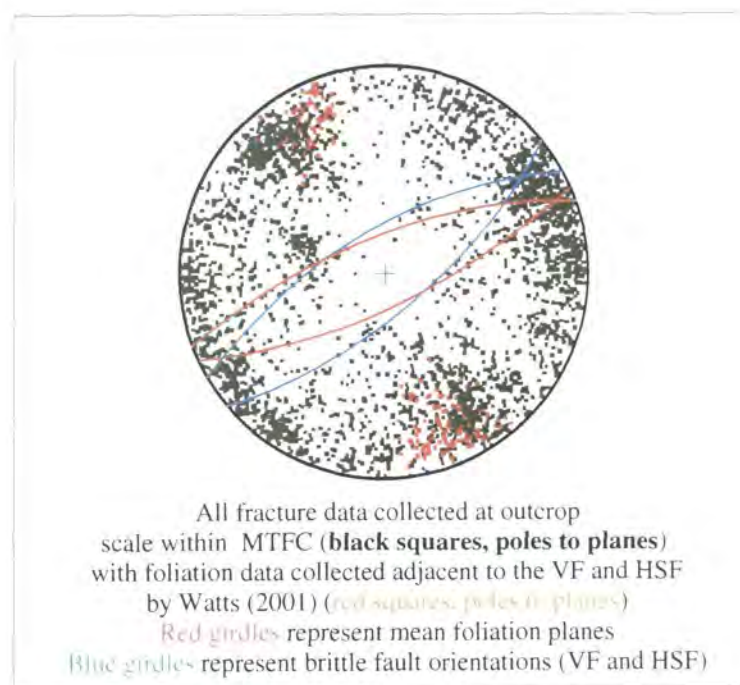 All fracture data collected at outcrop
scale within MTFC (black squares, poles to planes)
with foliation data collected adjacent to the VF and HSF
by Watts (2001) (red squares, poles to planes)
Red girdles represent mean foliation planes
Blue girdles represent brittle fault orientations (VF and HSF)